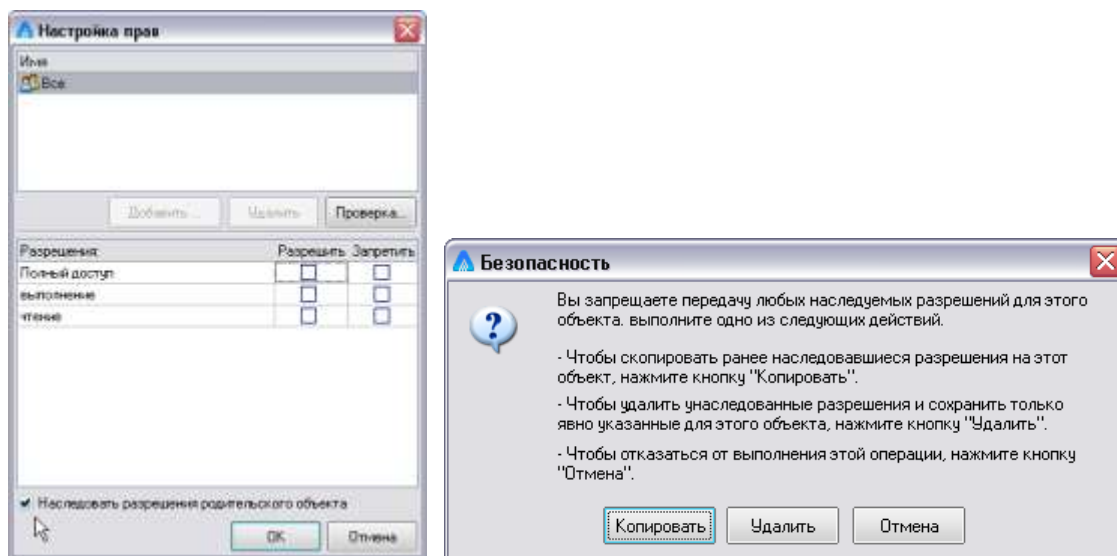 Настройка прав
Имя
Все
Добавить...
Удалить
Проверка...
Разрешения:
Разрешить
Запретить
Полный доступ
выполнение
чтение
Наследовать разрешения родительского объекта
OK
Отмена
Безопасность
Вы запрещаете передачу любых наследуемых разрешений для этого
объекта. выполните одно из следующих действий.
- Чтобы скопировать ранее наследовавшиеся разрешения на этот
объект, нажмите кнопку "Копировать".
- Чтобы удалить унаследованные разрешения и сохранить только
явно указанные для этого объекта, нажмите кнопку "Удалить".
- Чтобы отказаться от выполнения этой операции, нажмите кнопку
"Отмена".
Копировать
Удалить
Отмена